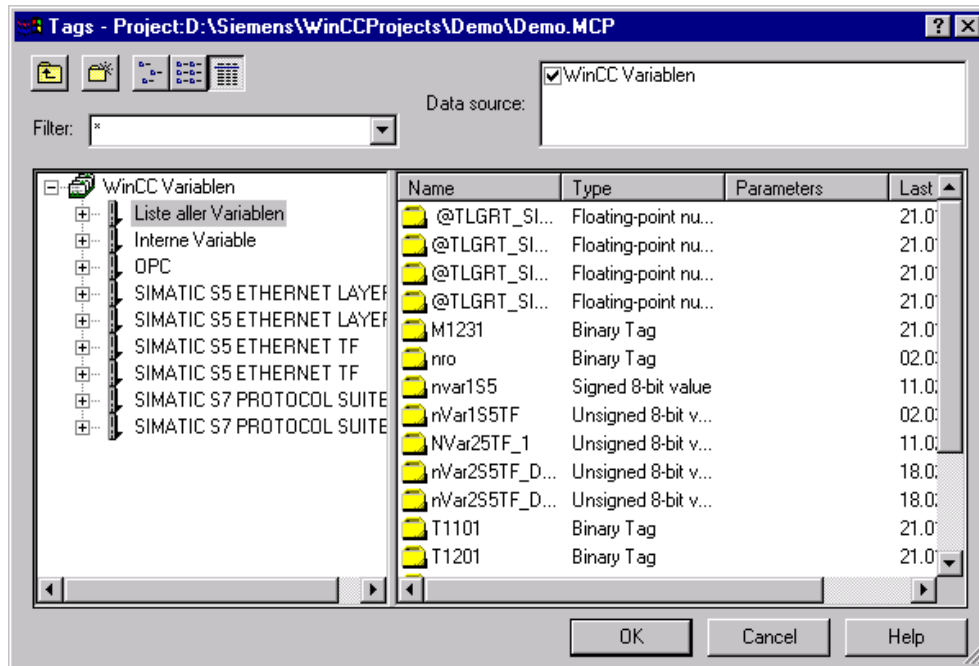 Tags - Project:D:\Siemens\WinCCProjects\Demo\Demo.MCP
Data source:
WinCC Variablen
Filter:
*
WinCC Variablen
Liste aller Variablen
Interne Variable
OPC
SIMATIC S5 ETHERNET LAYER
SIMATIC S5 ETHERNET LAYER
SIMATIC S5 ETHERNET TF
SIMATIC S5 ETHERNET TF
SIMATIC S7 PROTOCOL SUITE
SIMATIC S7 PROTOCOL SUITE
Name Type Parameters Last
@TLGRT_SI... Floating-point nu... 21.0
@TLGRT_SI... Floating-point nu... 21.0
@TLGRT_SI... Floating-point nu... 21.0
@TLGRT_SI... Floating-point nu... 21.0
M1231 Binary Tag 21.0
nro Binary Tag 02.0
nvar1S5 Signed 8-bit value 11.0
nVar1S5TF Unsigned 8-bit v... 02.0
NVar25TF_1 Unsigned 8-bit v... 11.0
nVar2S5TF_D... Unsigned 8-bit v... 18.0
nVar2S5TF_D... Unsigned 8-bit v... 18.0
T1101 Binary Tag 21.0
T1201 Binary Tag 21.0
OK Cancel Help